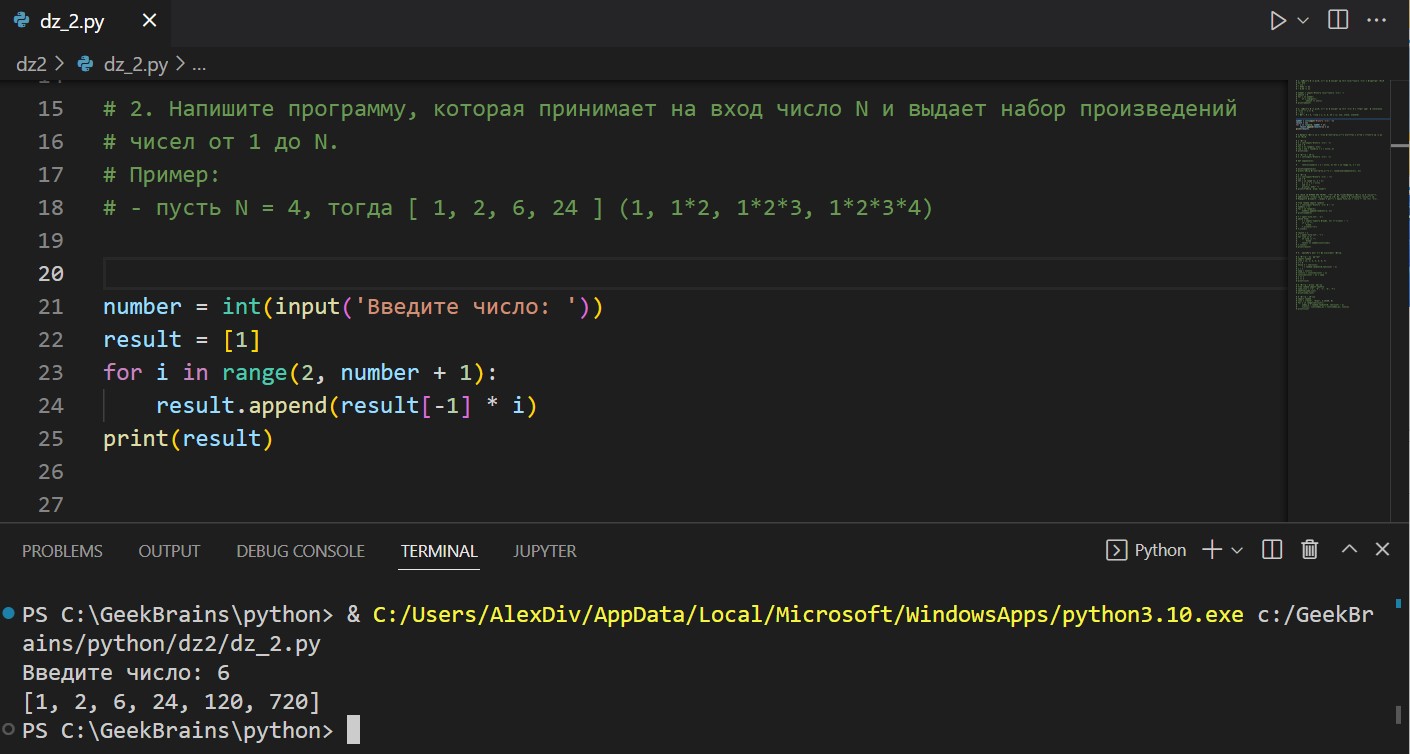 dz_2.py
dz2 > dz_2.py > ...
15 # 2. Напишите программу, которая принимает на вход число N и выдает набор произведений
16 # чисел от 1 до N.
17 # Пример:
18 # - пусть N = 4, тогда [ 1, 2, 6, 24 ] (1, 1*2, 1*2*3, 1*2*3*4)
19
20
21 number = int(input('Введите число: '))
22 result = [1]
23 for i in range(2, number + 1):
24     result.append(result[-1] * i)
25 print(result)
26
27
PROBLEMS OUTPUT DEBUG CONSOLE TERMINAL JUPYTER Python
PS C:\GeekBrains\python> & C:/Users/AlexDiv/AppData/Local/Microsoft/WindowsApps/python3.10.exe c:/GeekBr
ains/python/dz2/dz_2.py
Введите число: 6
[1, 2, 6, 24, 120, 720]
PS C:\GeekBrains\python>